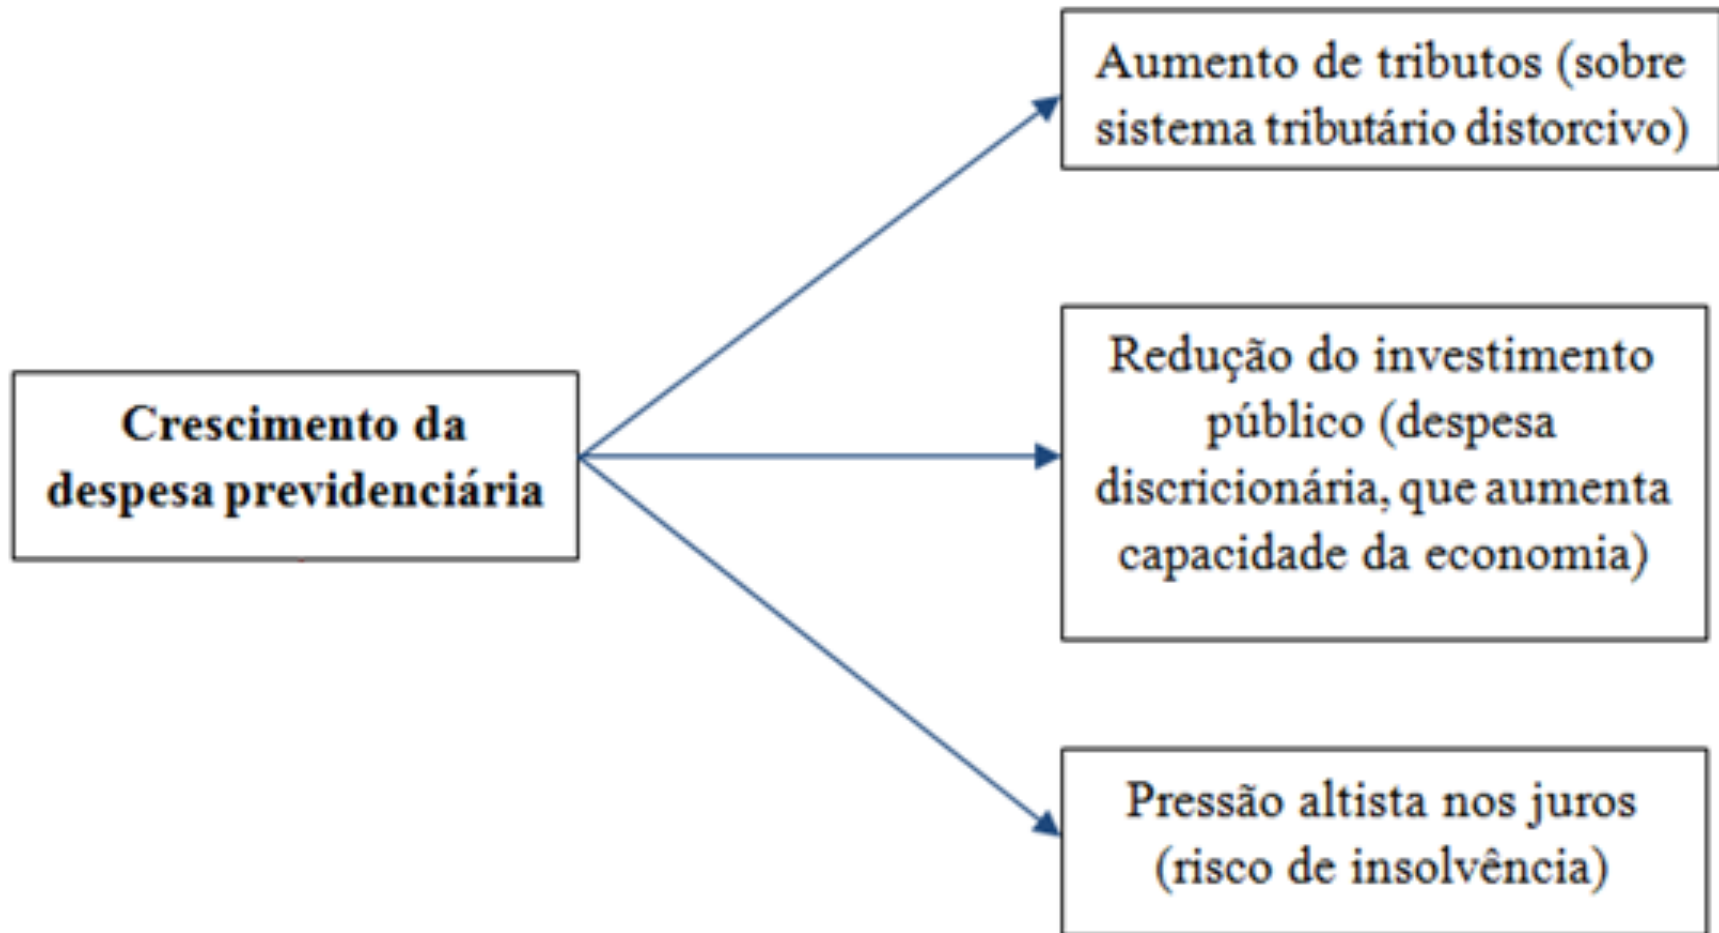 Aumento de tributos (sobre
sistema tributário distorcivo)
Crescimento da
despesa previdenciária
Redução do investimento
público (despesa
discricionária, que aumenta
capacidade da economia)
Pressão altista nos juros
(risco de insolvência)